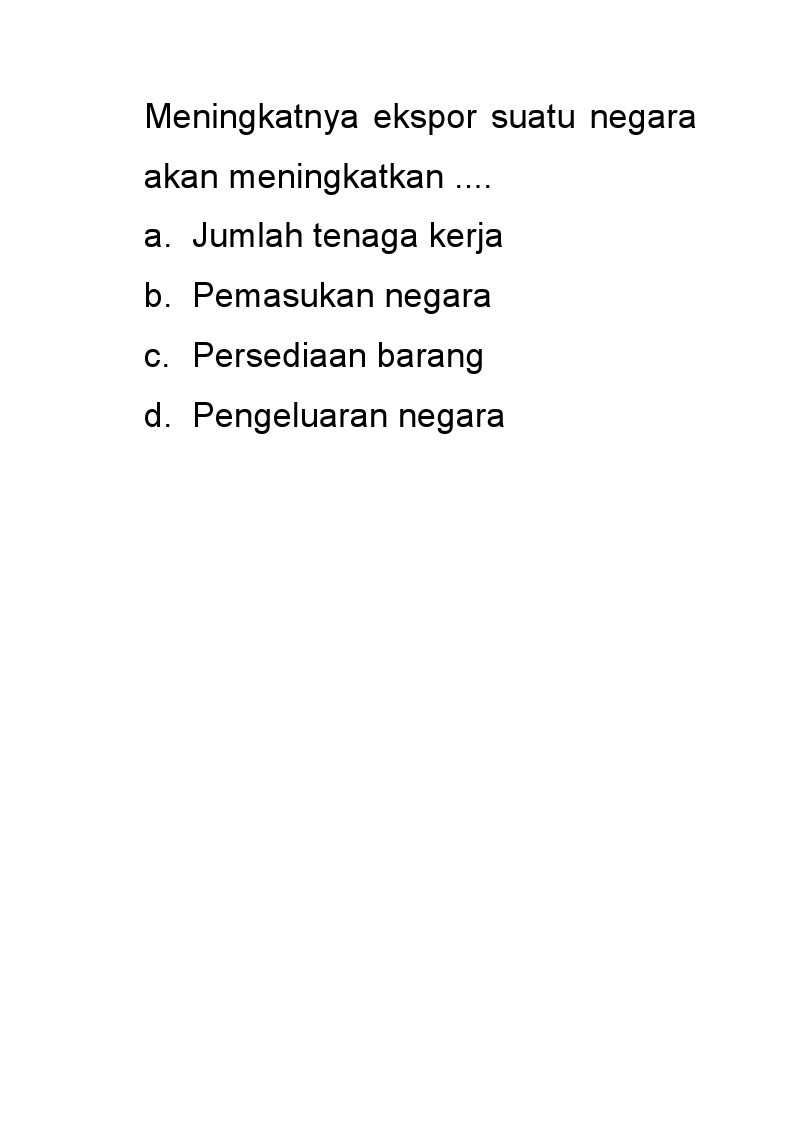 Meningkatnya ekspor suatu negara
akan meningkatkan ....
a. Jumlah tenaga kerja
b. Pemasukan negara
c. Persediaan barang
d. Pengeluaran negara